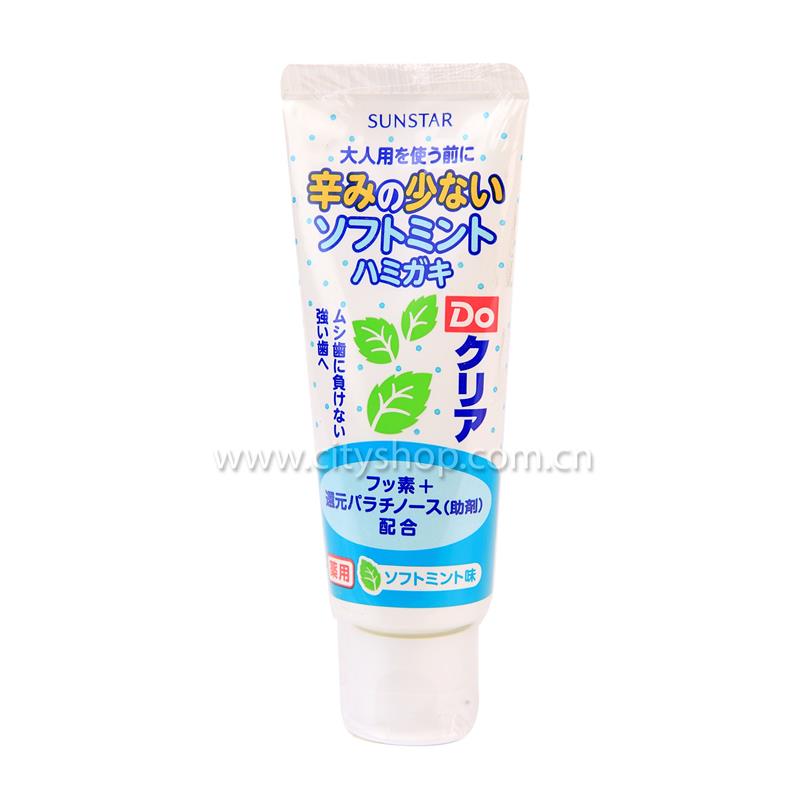 SUNSTAR
大人用を使う前に
辛みの少ない
ソフトミント
ハミガキ
Do
クリア
ムシ歯に負けない
強い歯へ
www.cityshop.com.cn
フッ素+
還元パラチノース(助剤)
配合
薬用
ソフトミント味